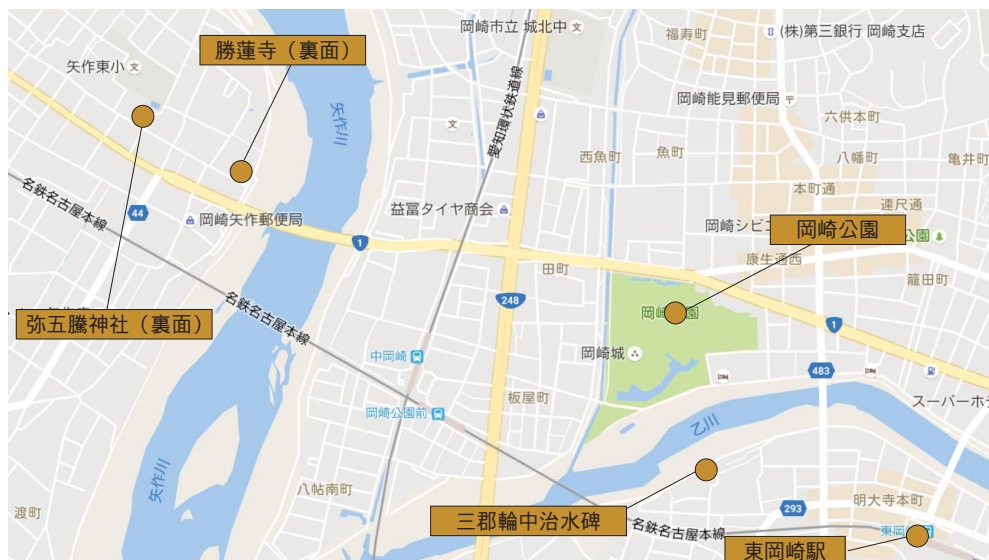 岡崎市立 城北中
福寿町
(株)第三銀行 岡崎支店
勝蓮寺（裏面）
矢作東小
矢作川
愛知環状鉄道線
岡崎能見郵便局
六供本町
西魚町
魚町
八幡町
亀井町
本町通
連尺通
名鉄名古屋本線
44
岡崎矢作郵便局
益冨タイヤ商会
岡崎シビコ
岡崎公園
公園
1
田町
康生通西
籠田町
名鉄名古屋本線
248
岡崎公園
1
弥五騰神社（裏面）
中岡崎
岡崎城
483
板屋町
スーパーホテ
岡崎公園前
乙川
矢作川
八帖南町
明大寺本町
渡町
三郡輪中治水碑
293
名鉄名古屋本線
東岡
東岡崎駅